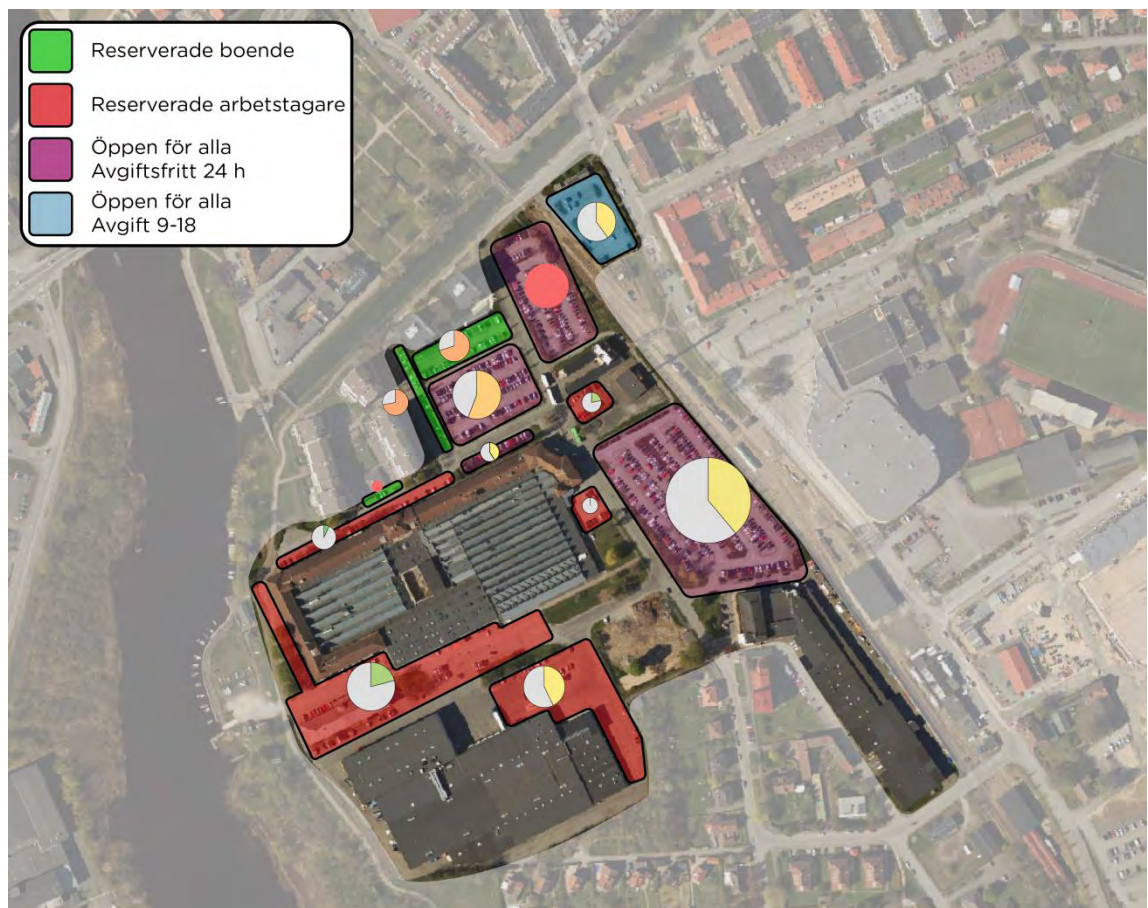 Reserverade boende
Reserverade arbetstagare
Öppen för alla
Avgiftsfritt 24 h
Öppen för alla
Avgift 9-18